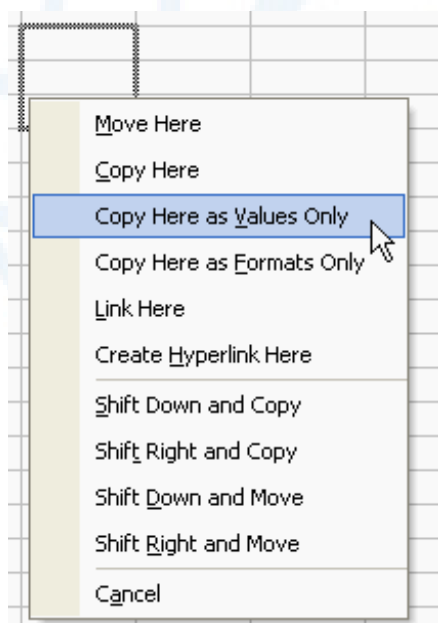 Move Here
Copy Here
Copy Here as Values Only
Copy Here as Formats Only
Link Here
Create Hyperlink Here
Shift Down and Copy
Shift Right and Copy
Shift Down and Move
Shift Right and Move
Cancel